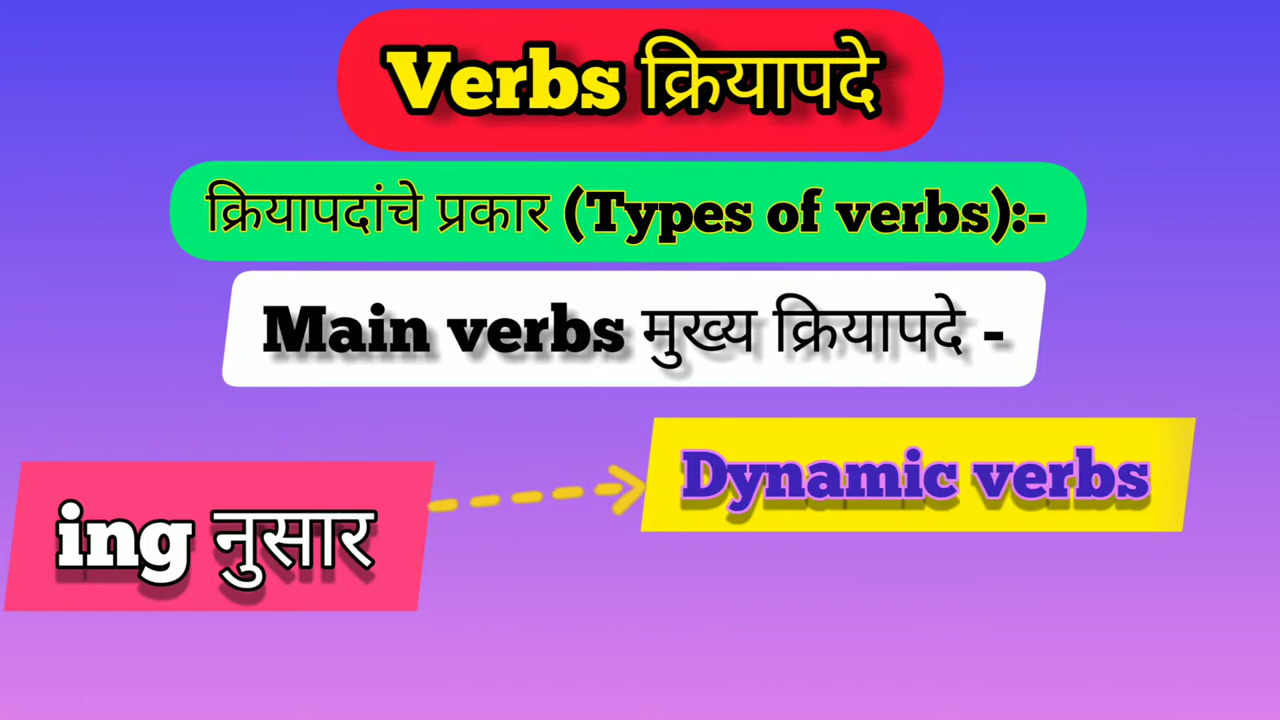 Verbs क्रियापदे
क्रियापदांचे प्रकार (Types of verbs):-
Main verbs मुख्य क्रियापदे -
Dynamic verbs
ing नुसार